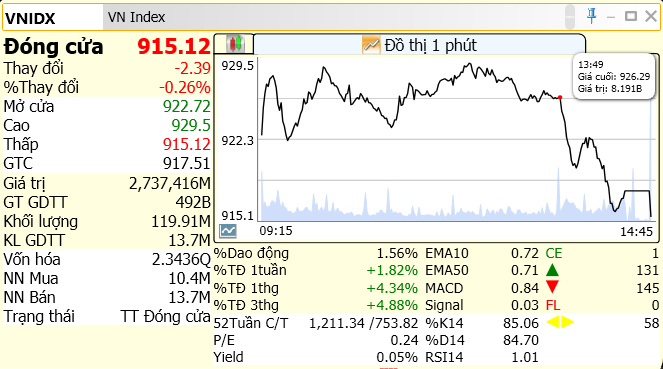 VNIDX VN Index
Đóng cửa 915.12
Thay đổi -2.39
%Thay đổi -0.26%
Mở cửa 922.72
Cao 929.5
Thấp 915.12
GTC 917.51
Giá trị 2,737,416M
GT GDTT 492B
Khối lượng 119.91M
KL GDTT 13.7M
Vốn hóa 2.3436Q
NN Mua 10.4M
NN Bán 13.7M
Trạng thái TT Đóng cửa
Đồ thị 1 phút
929.5
922.3
915.1
13:49
Giá cuối: 926.29
Giá trị: 8.191B
09:15 14:45
%Dao động 1.56% EMA10 0.72 CE 1
%TĐ 1tuần +1.82% EMA50 0.71 ▲ 131
%TĐ 1thg +4.34% MACD 0.84 ▼ 145
%TĐ 3thg +4.88% Signal 0.03 FL 0
52Tuần C/T 1,211.34 /753.82 %K14 85.06 ◀▶ 58
P/E 0.24 %D14 84.70
Yield 0.05% RSI14 1.01